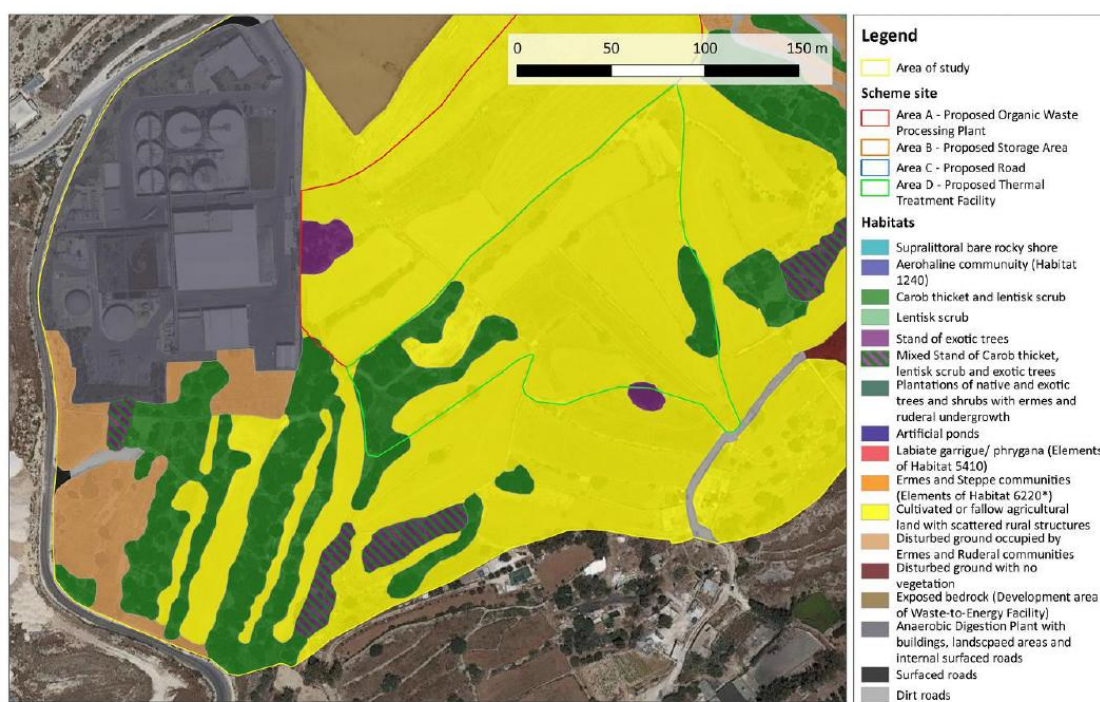 0 50 100 150 m
Legend
Area of study
Scheme site
Area A - Proposed Organic Waste
Processing Plant
Area B - Proposed Storage Area
Area C - Proposed Road
Area D - Proposed Thermal
Treatment Facility
Habitats
Supralittoral bare rocky shore
Aerohaline communuity (Habitat
1240)
Carob thicket and lentisk scrub
Lentisk scrub
Stand of exotic trees
Mixed Stand of Carob thicket,
lentisk scrub and exotic trees
Plantations of native and exotic
trees and shrubs with ermes and
ruderal undergrowth
Artificial ponds
Labiate garrigue/ phrygana (Elements
of Habitat 5410)
Ermes and Steppe communities
(Elements of Habitat 6220*)
Cultivated or fallow agricultural
land with scattered rural structures
Disturbed ground occupied by
Ermes and Ruderal communities
Disturbed ground with no
vegetation
Exposed bedrock (Development area
of Waste-to-Energy Facility)
Anaerobic Digestion Plant with
buildings, landscpaed areas and
internal surfaced roads
Surfaced roads
Dirt roads